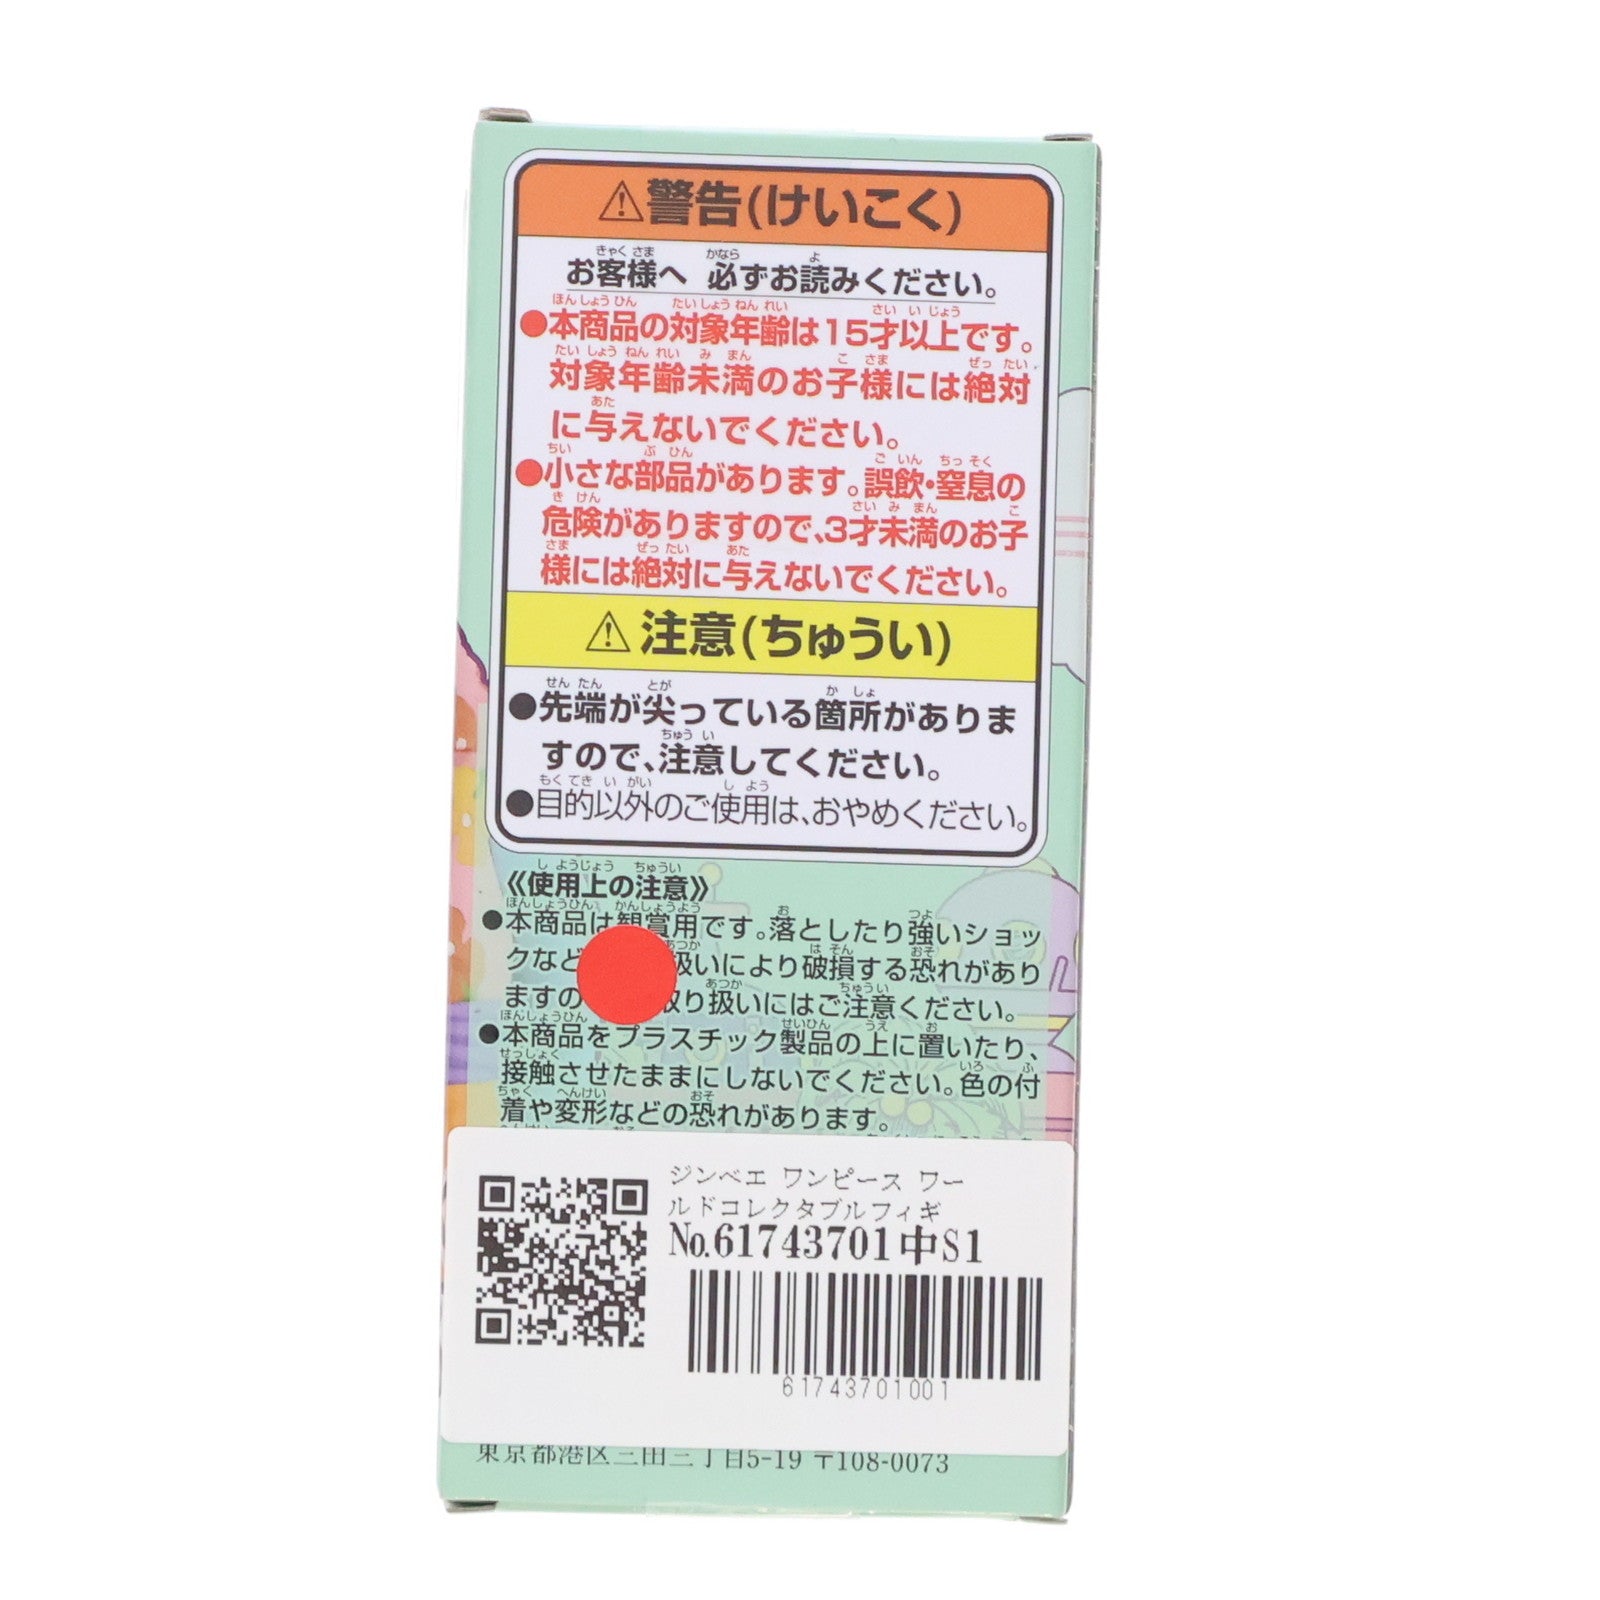 ⚠警告(けいこく)
お客様へ 必ずお読みください。
●本商品の対象年齢は15才以上です。
対象年齢未満のお子様には絶対
に与えないでください。
●小さな部品があります。誤飲・窒息の
危険がありますので、3才未満のお子
様には絶対に与えないでください。
⚠注意(ちゅうい)
●先端が尖っている箇所がありま
すので、注意してください。
●目的以外のご使用は、おやめください。
《使用上の注意》
●本商品は観賞用です。落としたり強いショッ
クなど 扱いにより破損する恐れがあり
ますの 取り扱いにはご注意ください。
●本商品をプラスチック製品の上に置いたり、
接触させたままにしないでください。色の付
着や変形などの恐れがあります。
ジンベエ ワンピース ワー
ルドコレクタブルフィギ
No.61743701中S1
61743701001
東京都港区三田三丁目5-19 〒108-0073